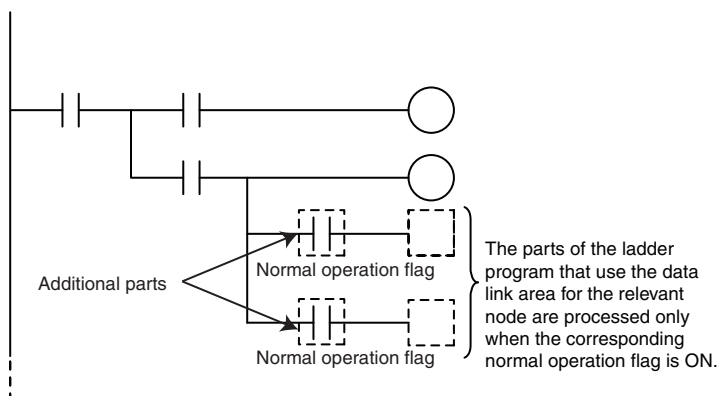 Normal operation flag
Additional parts
Normal operation flag
The parts of the ladder
program that use the data
link area for the relevant
node are processed only
when the corresponding
normal operation flag is ON.